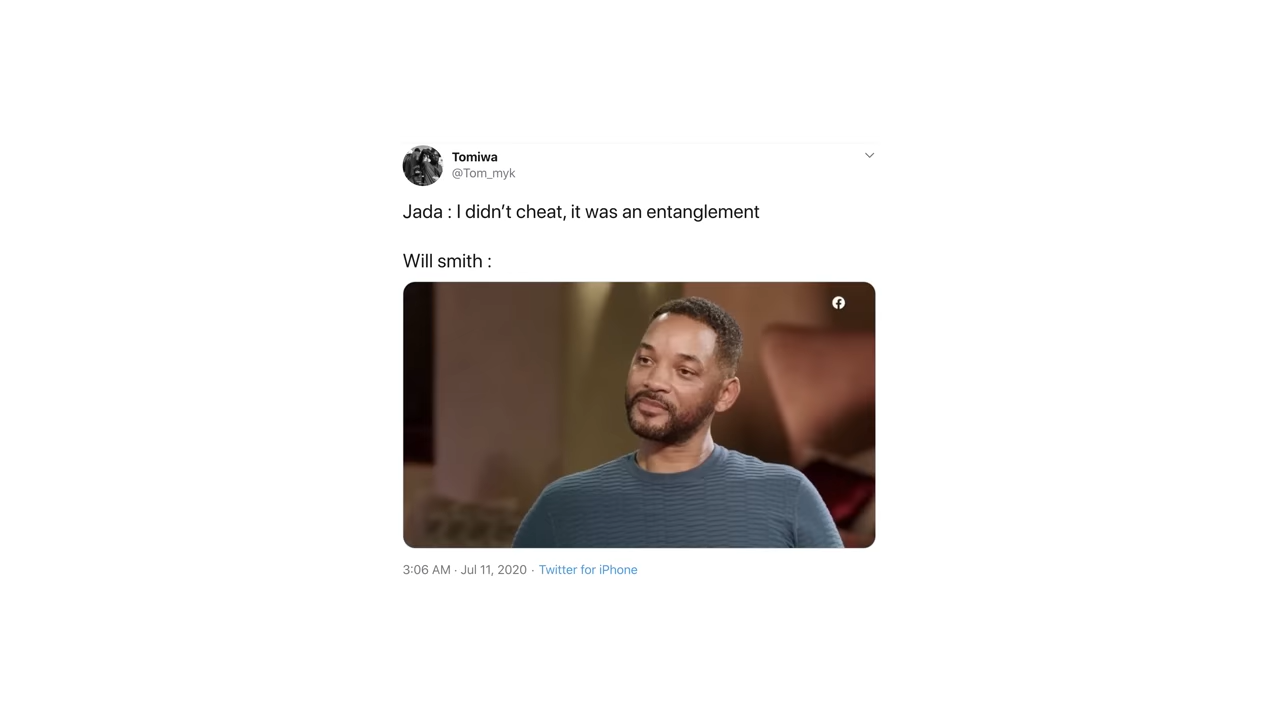 Tomiwa
@Tom_myk
Jada : I didn’t cheat, it was an entanglement
Will smith :
3:06 AM · Jul 11, 2020 · Twitter for iPhone